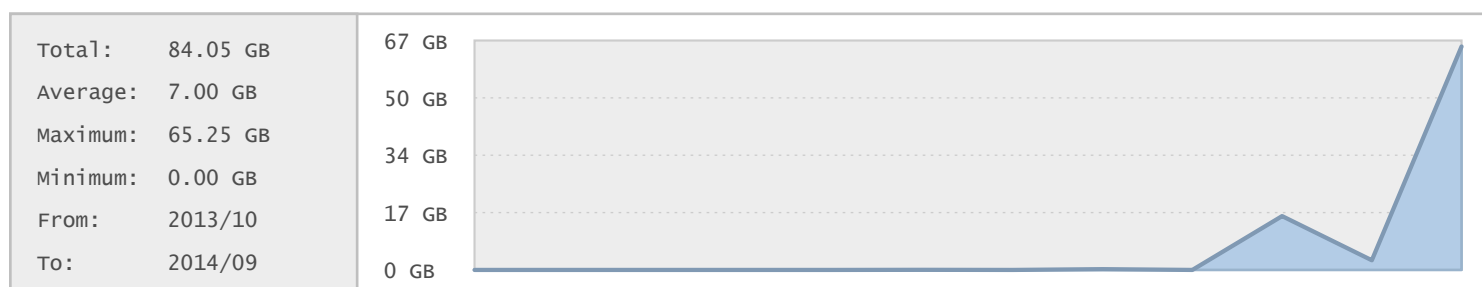 Total: 84.05 GB
Average: 7.00 GB
Maximum: 65.25 GB
Minimum: 0.00 GB
From: 2013/10
To: 2014/09
67 GB
50 GB
34 GB
17 GB
0 GB